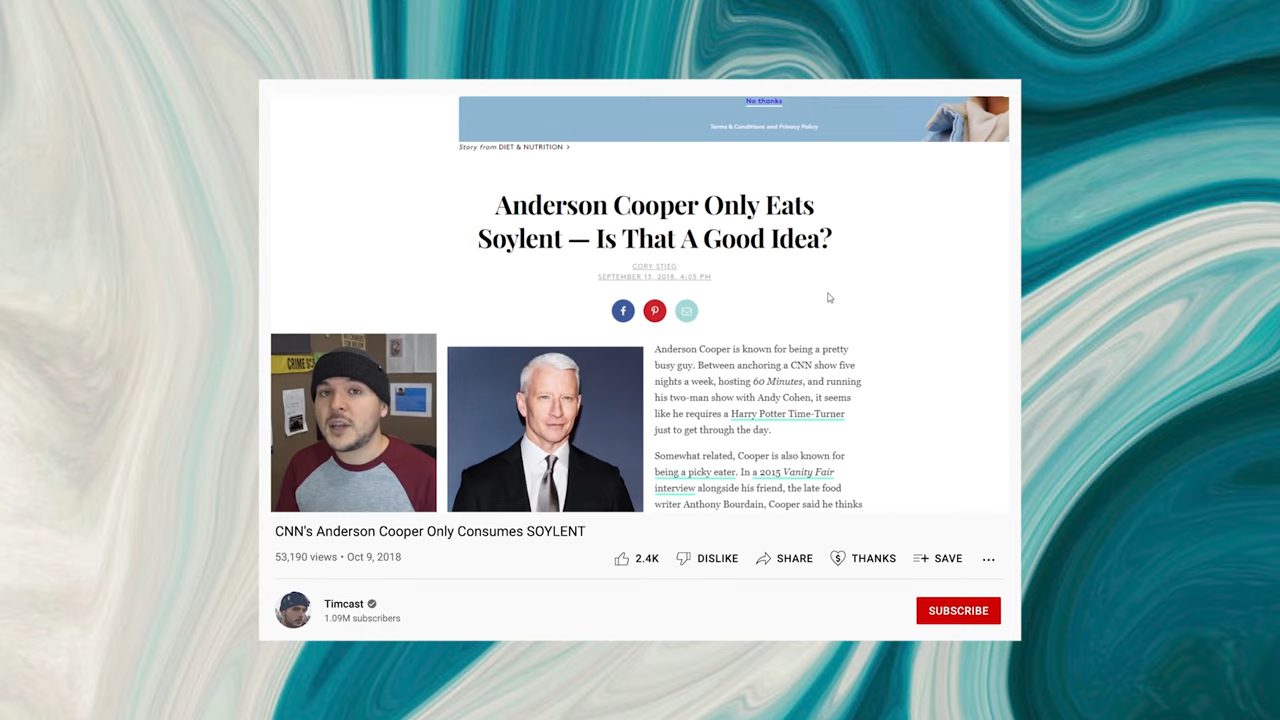 No thanks
Terms & Conditions and Privacy Policy
Story from DIET & NUTRITION >
Anderson Cooper Only Eats
Soylent — Is That A Good Idea?
CORY STIEG
SEPTEMBER 13, 2018, 4:05 PM
CRIME SC
Anderson Cooper is known for being a pretty
busy guy. Between anchoring a CNN show five
nights a week, hosting 60 Minutes, and running
his two-man show with Andy Cohen, it seems
like he requires a Harry Potter Time-Turner
just to get through the day.
Somewhat related, Cooper is also known for
being a picky eater. In a 2015 Vanity Fair
interview alongside his friend, the late food
writer Anthony Bourdain, Cooper said he thinks
CNN's Anderson Cooper Only Consumes SOYLENT
53,190 views • Oct 9, 2018
2.4K DISLIKE SHARE THANKS SAVE ...
Timcast
1.09M subscribers
SUBSCRIBE